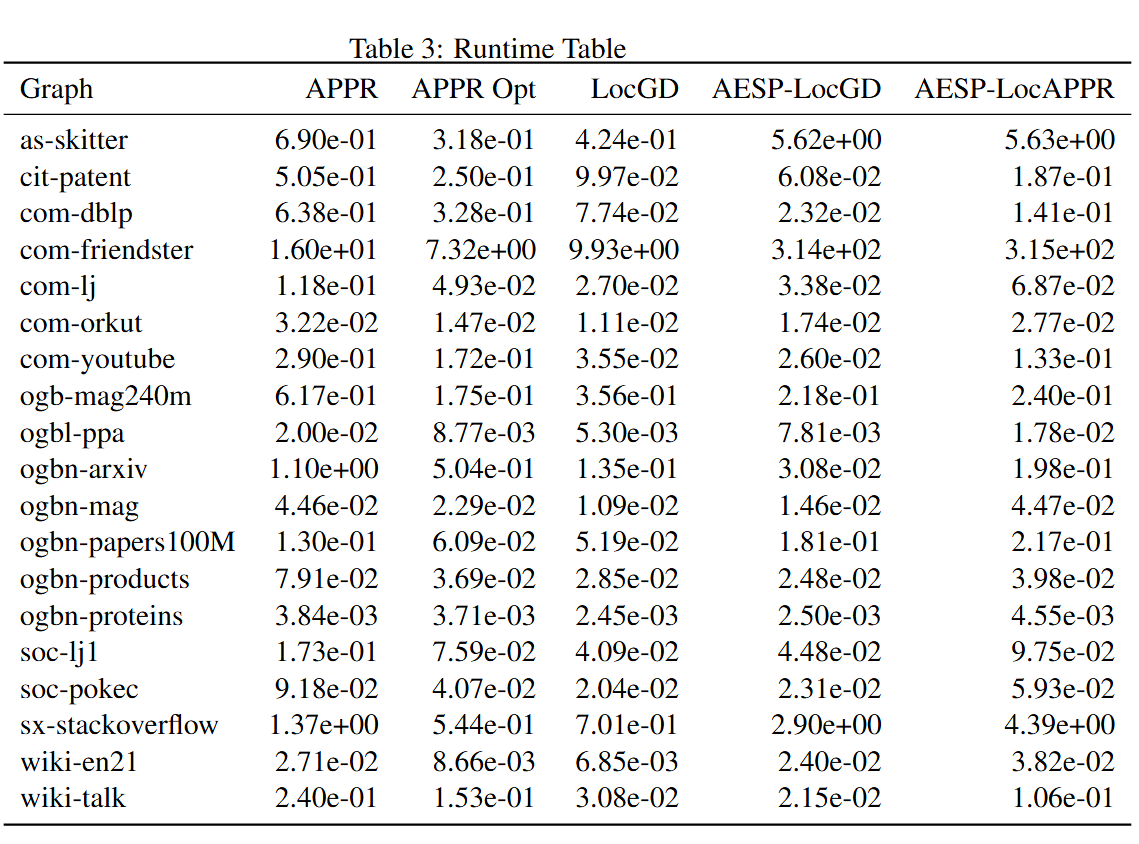 Table 3: Runtime Table
Graph APPR APPR Opt LocGD AESP-LocGD AESP-LocAPPR
as-skitter 6.90e-01 3.18e-01 4.24e-01 5.62e+00 5.63e+00
cit-patent 5.05e-01 2.50e-01 9.97e-02 6.08e-02 1.87e-01
com-dblp 6.38e-01 3.28e-01 7.74e-02 2.32e-02 1.41e-01
com-friendster 1.60e+01 7.32e+00 9.93e+00 3.14e+02 3.15e+02
com-lj 1.18e-01 4.93e-02 2.70e-02 3.38e-02 6.87e-02
com-orkut 3.22e-02 1.47e-02 1.11e-02 1.74e-02 2.77e-02
com-youtube 2.90e-01 1.72e-01 3.55e-02 2.60e-02 1.33e-01
ogb-mag240m 6.17e-01 1.75e-01 3.56e-01 2.18e-01 2.40e-01
ogbl-ppa 2.00e-02 8.77e-03 5.30e-03 7.81e-03 1.78e-02
ogbn-arxiv 1.10e+00 5.04e-01 1.35e-01 3.08e-02 1.98e-01
ogbn-mag 4.46e-02 2.29e-02 1.09e-02 1.46e-02 4.47e-02
ogbn-papers100M 1.30e-01 6.09e-02 5.19e-02 1.81e-01 2.17e-01
ogbn-products 7.91e-02 3.69e-02 2.85e-02 2.48e-02 3.98e-02
ogbn-proteins 3.84e-03 3.71e-03 2.45e-03 2.50e-03 4.55e-03
soc-lj1 1.73e-01 7.59e-02 4.09e-02 4.48e-02 9.75e-02
soc-pokec 9.18e-02 4.07e-02 2.04e-02 2.31e-02 5.93e-02
sx-stackoverflow 1.37e+00 5.44e-01 7.01e-01 2.90e+00 4.39e+00
wiki-en21 2.71e-02 8.66e-03 6.85e-03 2.40e-02 3.82e-02
wiki-talk 2.40e-01 1.53e-01 3.08e-02 2.15e-02 1.06e-01